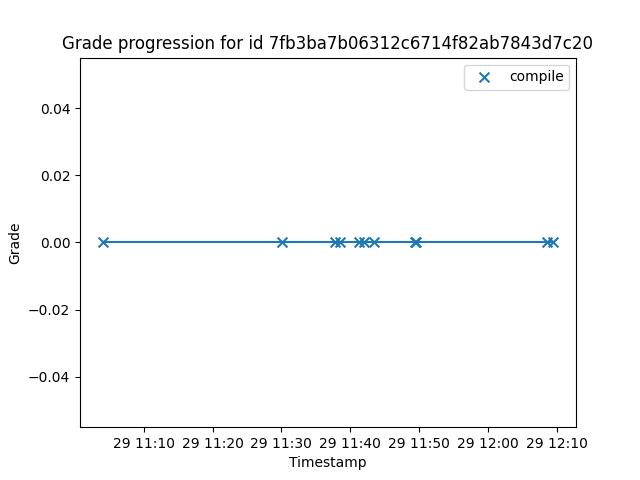 Grade progression for id 7fb3ba7b06312c6714f82ab7843d7c20
compile
0.04
0.02
0.00
−0.02
−0.04
Grade
29 11:10 29 11:20 29 11:30 29 11:40 29 11:50 29 12:00 29 12:10
Timestamp